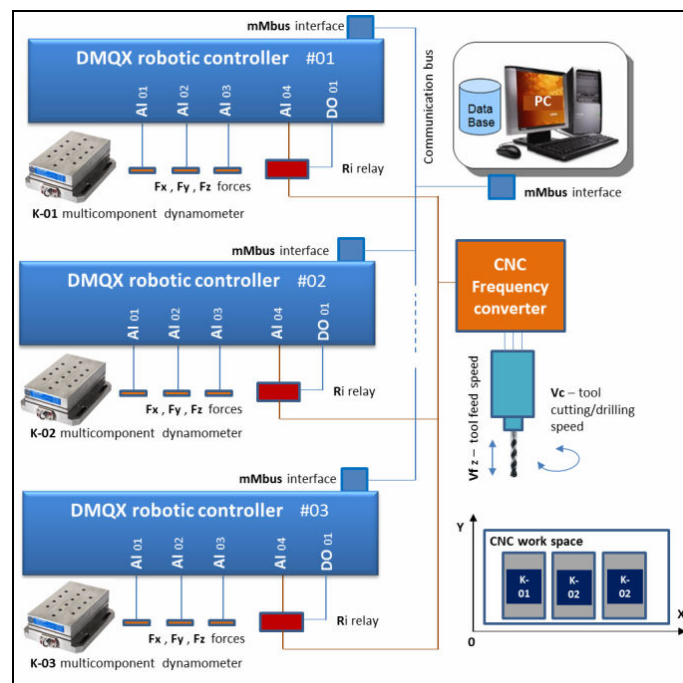 mMbus interface
DMQX robotic controller #01
AI 01
AI 02
AI 03
AI 04
DO 01
Fx , Fy , Fz forces
Ri relay
K-01 multicomponent dynamometer
Communication bus
Data
Base
PC
mMbus interface
mMbus interface
DMQX robotic controller #02
AI 01
AI 02
AI 03
AI 04
DO 01
Fx , Fy , Fz forces
Ri relay
K-02 multicomponent dynamometer
CNC
Frequency
converter
Vf z – tool feed speed
Vc – tool
cutting/drilling
speed
mMbus interface
DMQX robotic controller #03
AI 01
AI 02
AI 03
AI 04
DO 01
Fx , Fy , Fz forces
Ri relay
K-03 multicomponent dynamometer
Y
CNC work space
K-
01
K-
02
K-
02
0
X